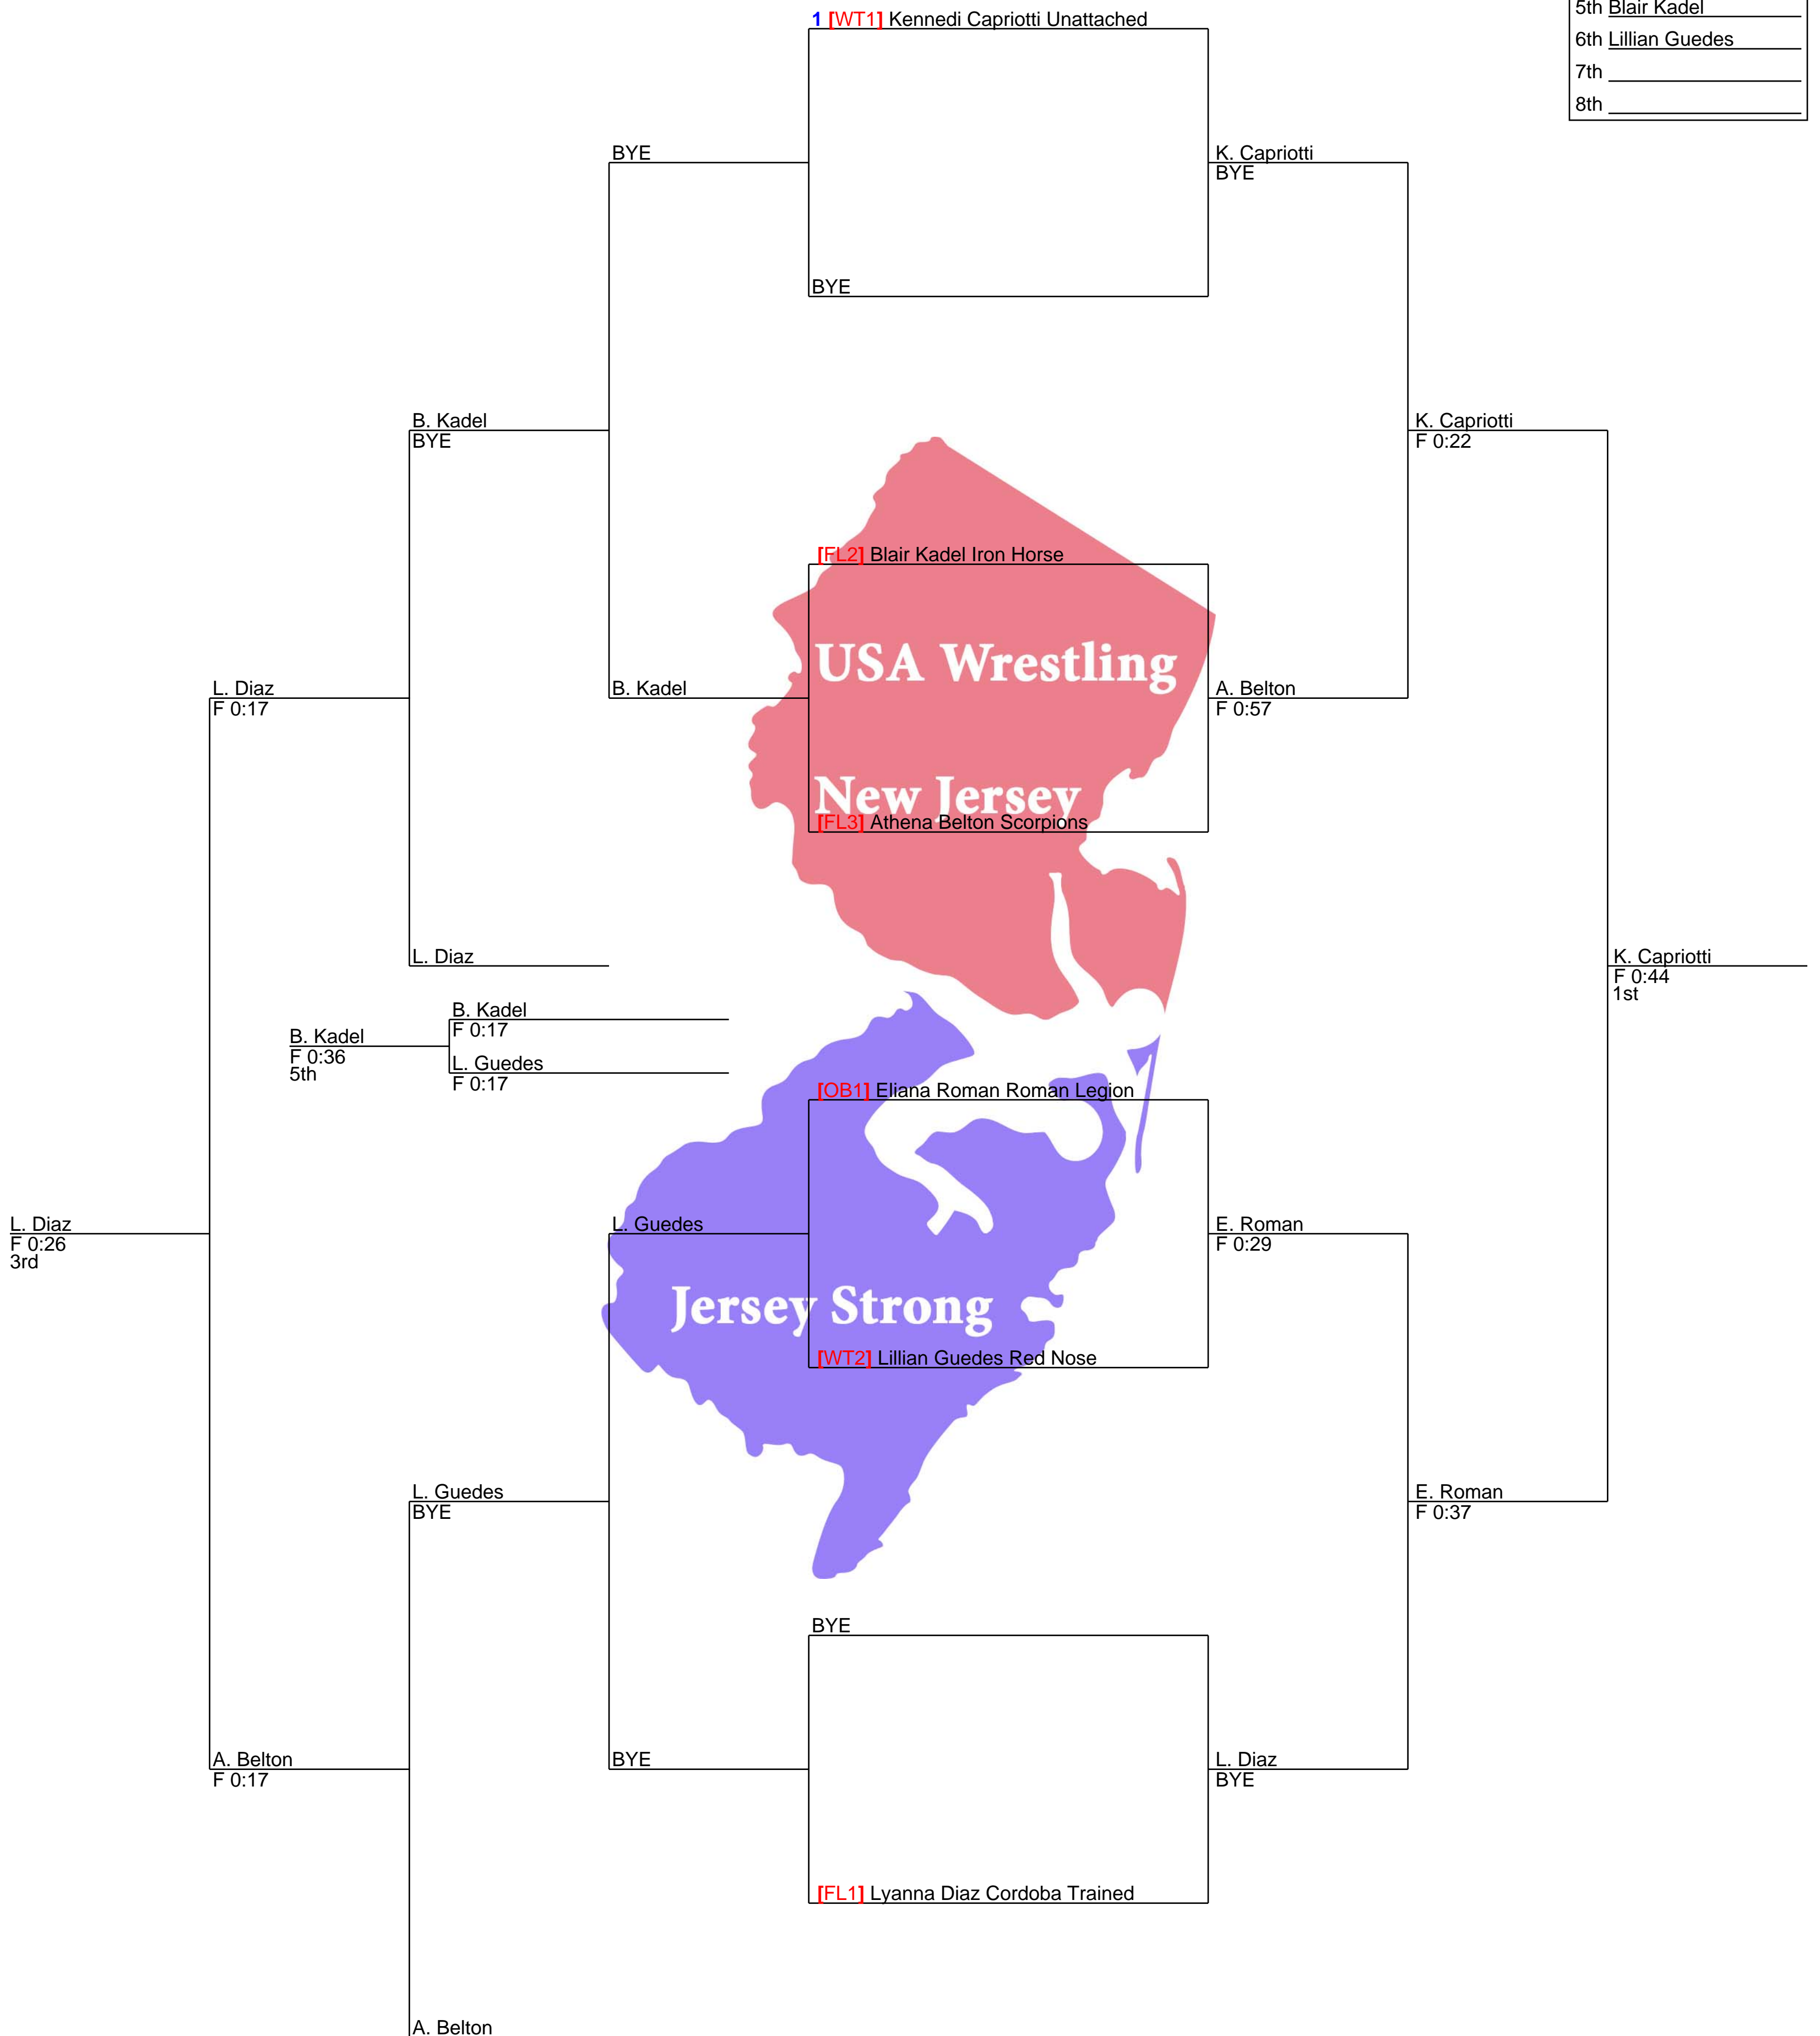 5th Blair Kadel
1 [WT1] Kennedi Capriotti Unattached
6th Lillian Guedes
7th
8th
BYE
K. Capriotti
BYE
BYE
B. Kadel
BYE
K. Capriotti
F 0:22
[FL2] Blair Kadel Iron Horse
USA Wrestling
L. Diaz
F 0:17
B. Kadel
A. Belton
F 0:57
New Jersey
[FL3] Athena Belton Scorpions
L. Diaz
K. Capriotti
F 0:44
1st
B. Kadel
F 0:17
B. Kadel
F 0:36
5th
L. Guedes
F 0:17
[OB1] Eliana Roman Roman Legion
L. Diaz
F 0:26
3rd
L. Guedes
E. Roman
F 0:29
Jersey Strong
[WT2] Lillian Guedes Red Nose
L. Guedes
BYE
E. Roman
F 0:37
BYE
A. Belton
F 0:17
BYE
L. Diaz
BYE
[FL1] Lyanna Diaz Cordoba Trained
A. Belton